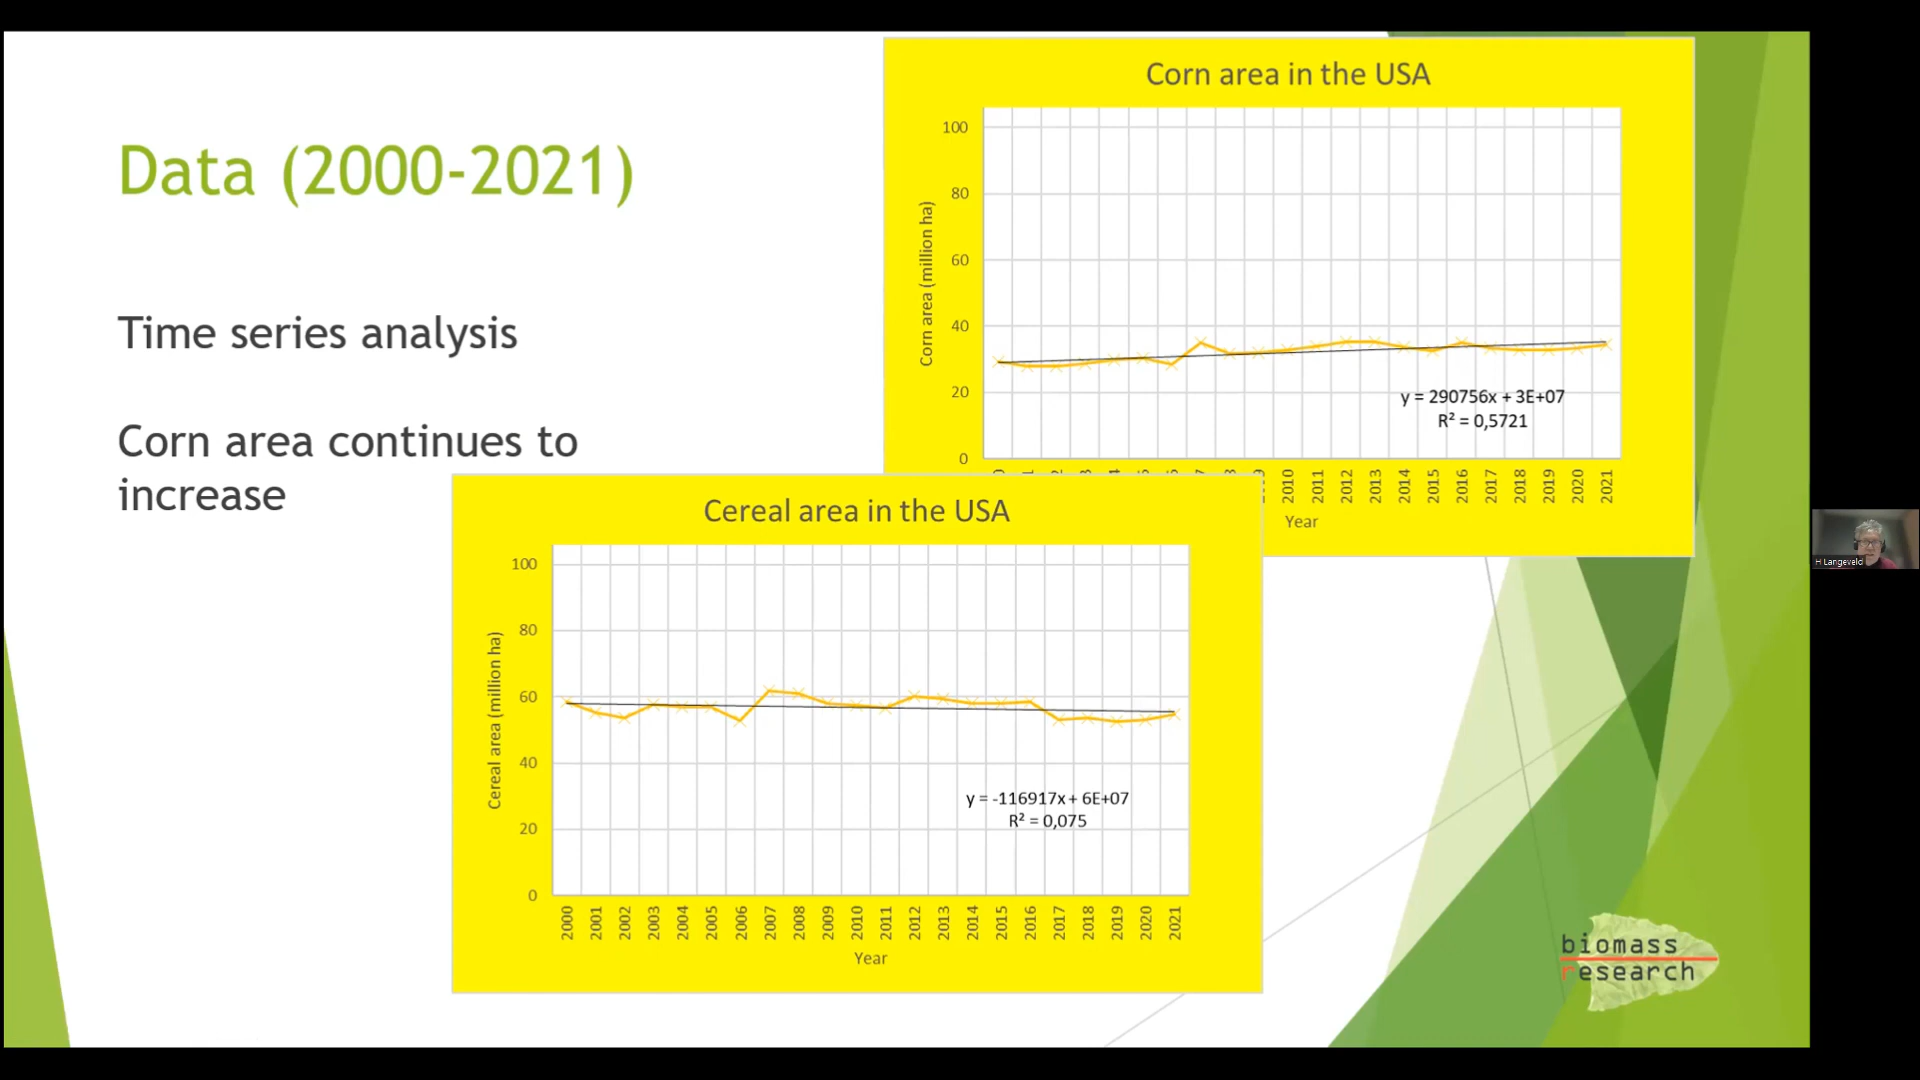 Data (2000-2021)
Time series analysis
Corn area continues to
increase
Corn area in the USA
Corn area (million ha)
100
80
60
40
20
0
y = 290756x + 3E+07
R² = 0,5721
2010 2011 2012 2013 2014 2015 2016 2017 2018 2019 2020 2021
Year
Cereal area in the USA
Cereal area (million ha)
100
80
60
40
20
0
y = -116917x + 6E+07
R² = 0,075
2000 2001 2002 2003 2004 2005 2006 2007 2008 2009 2010 2011 2012 2013 2014 2015 2016 2017 2018 2019 2020 2021
Year
biomass
research
H Langeveld